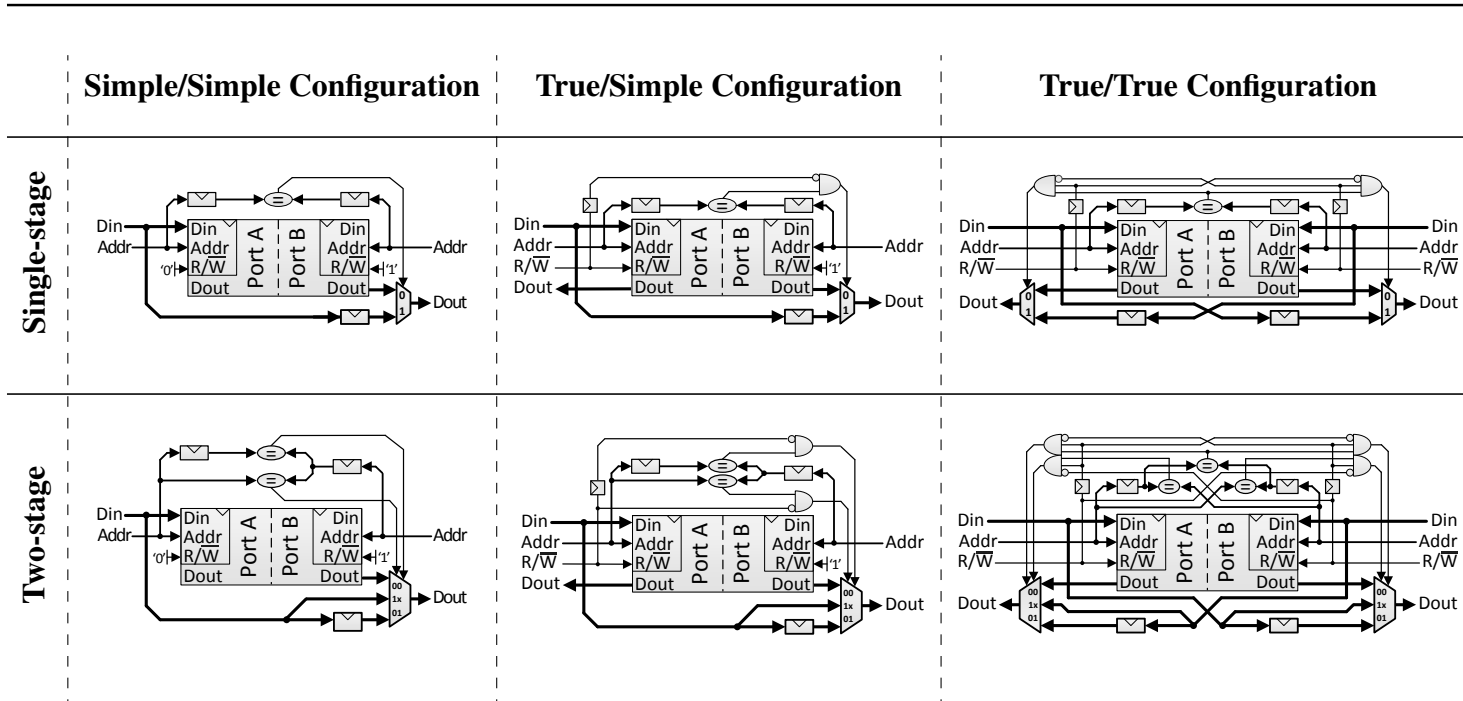 Simple/Simple Configuration True/Simple Configuration True/True Configuration
Single-stage
Din Din Din
Addr Addr Port A Port B Addr Addr
'0' R/W̅ R/W̅ '1'
Dout Dout 0 1 Dout
=
Din Din Din
Addr Addr Port A Port B Addr Addr
R/W̅ R/W̅ R/W̅ '1'
Dout Dout Dout 0 1 Dout
=
Din Din Din Din
Addr Addr Port A Port B Addr Addr
R/W̅ R/W̅ R/W̅ R/W̅
Dout 0 1 Dout Dout 0 1 Dout
=
Two-stage
=
=
Din Din Din
Addr Addr Port A Port B Addr Addr
'0' R/W̅ R/W̅ '1'
Dout Dout 00 1x 01 Dout
=
=
Din Din Din
Addr Addr Port A Port B Addr Addr
R/W̅ R/W̅ R/W̅ '1'
Dout Dout Dout 00 1x 01 Dout
=
= =
Din Din Din Din
Addr Addr Port A Port B Addr Addr
R/W̅ R/W̅ R/W̅ R/W̅
Dout 00 1x 01 Dout Dout 00 1x 01 Dout